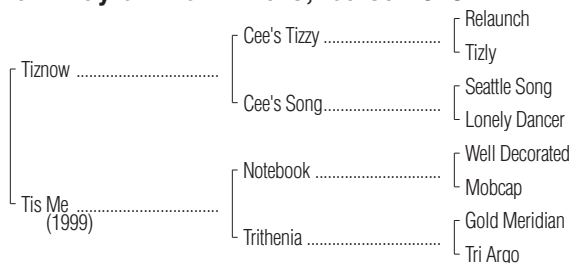 Relaunch
Cee's Tizzy
Tiznow
Tizly
Seattle Song
Cee's Song
Lonely Dancer
Well Decorated
Notebook
Mobcap
Tis Me
(1999)
Gold Meridian
Trithenia
Tri Argo